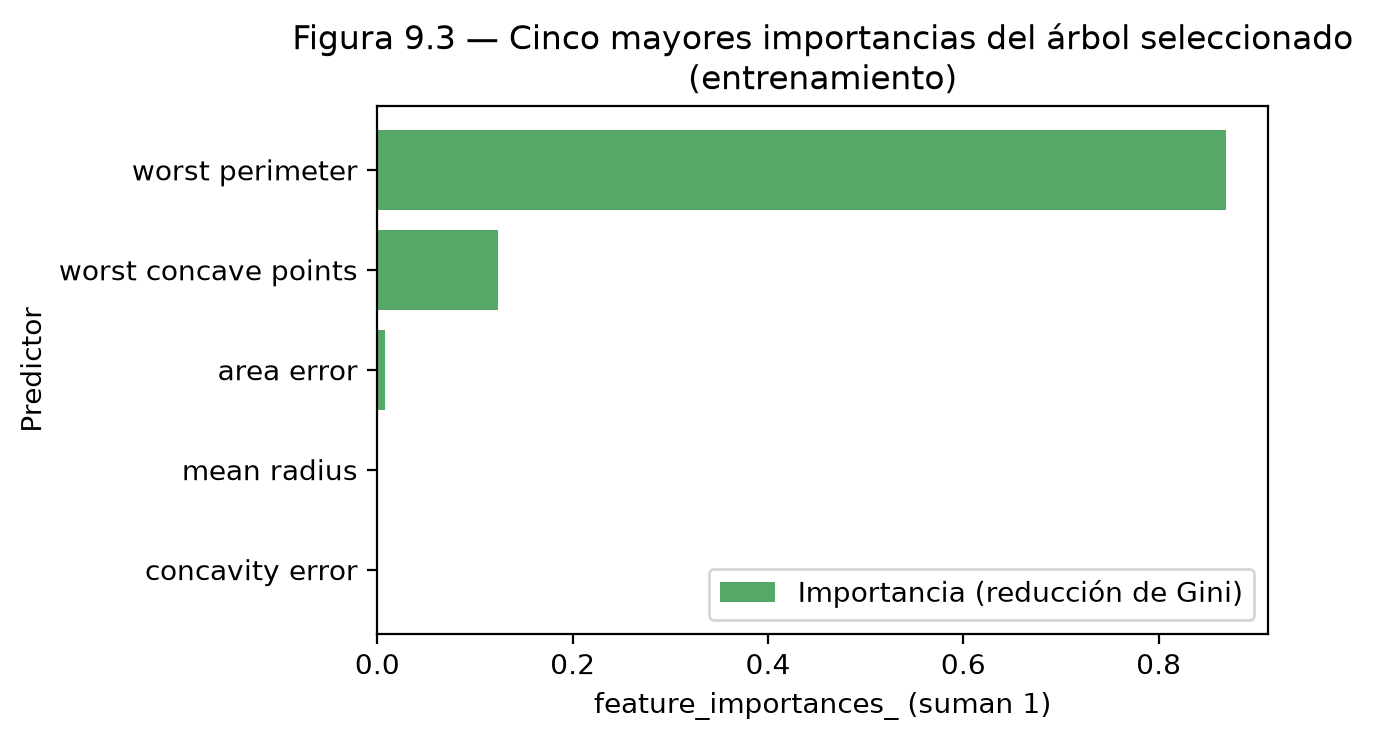 Figura 9.3 — Cinco mayores importancias del árbol seleccionado
(entrenamiento)
Predictor
worst perimeter
worst concave points
area error
mean radius
concavity error
Importancia (reducción de Gini)
0.0 0.2 0.4 0.6 0.8
feature_importances_ (suman 1)